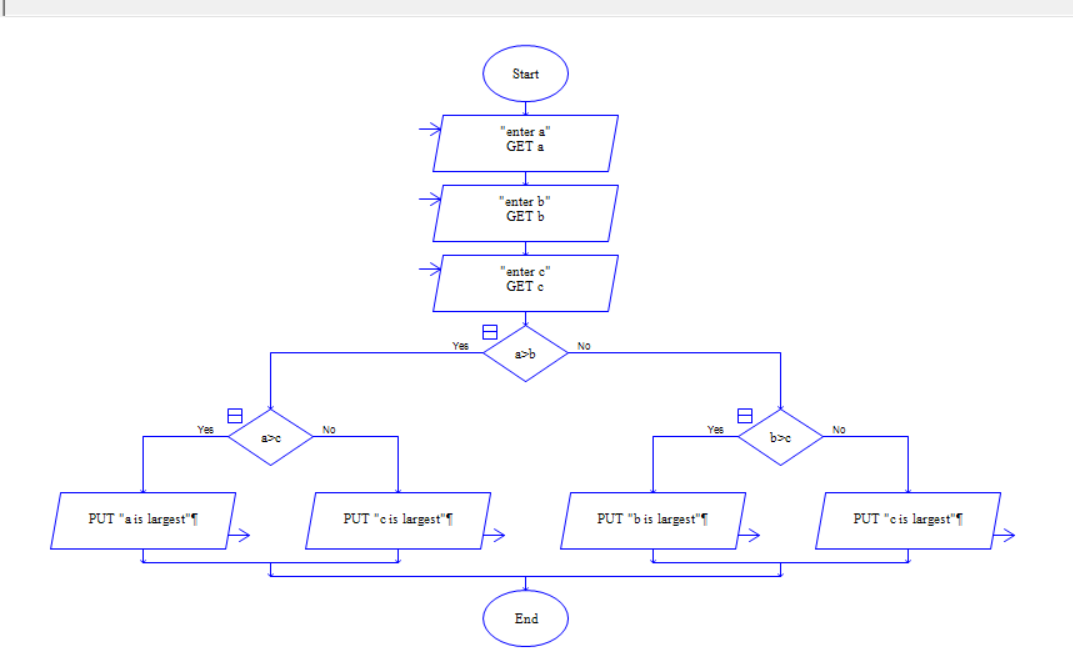 Start
"enter a"
GET a
"enter b"
GET b
"enter c"
GET c
Yes
a>b
No
Yes
a>c
No
Yes
b>c
No
PUT "a is largest"¶
PUT "c is largest"¶
PUT "b is largest"¶
PUT "c is largest"¶
End